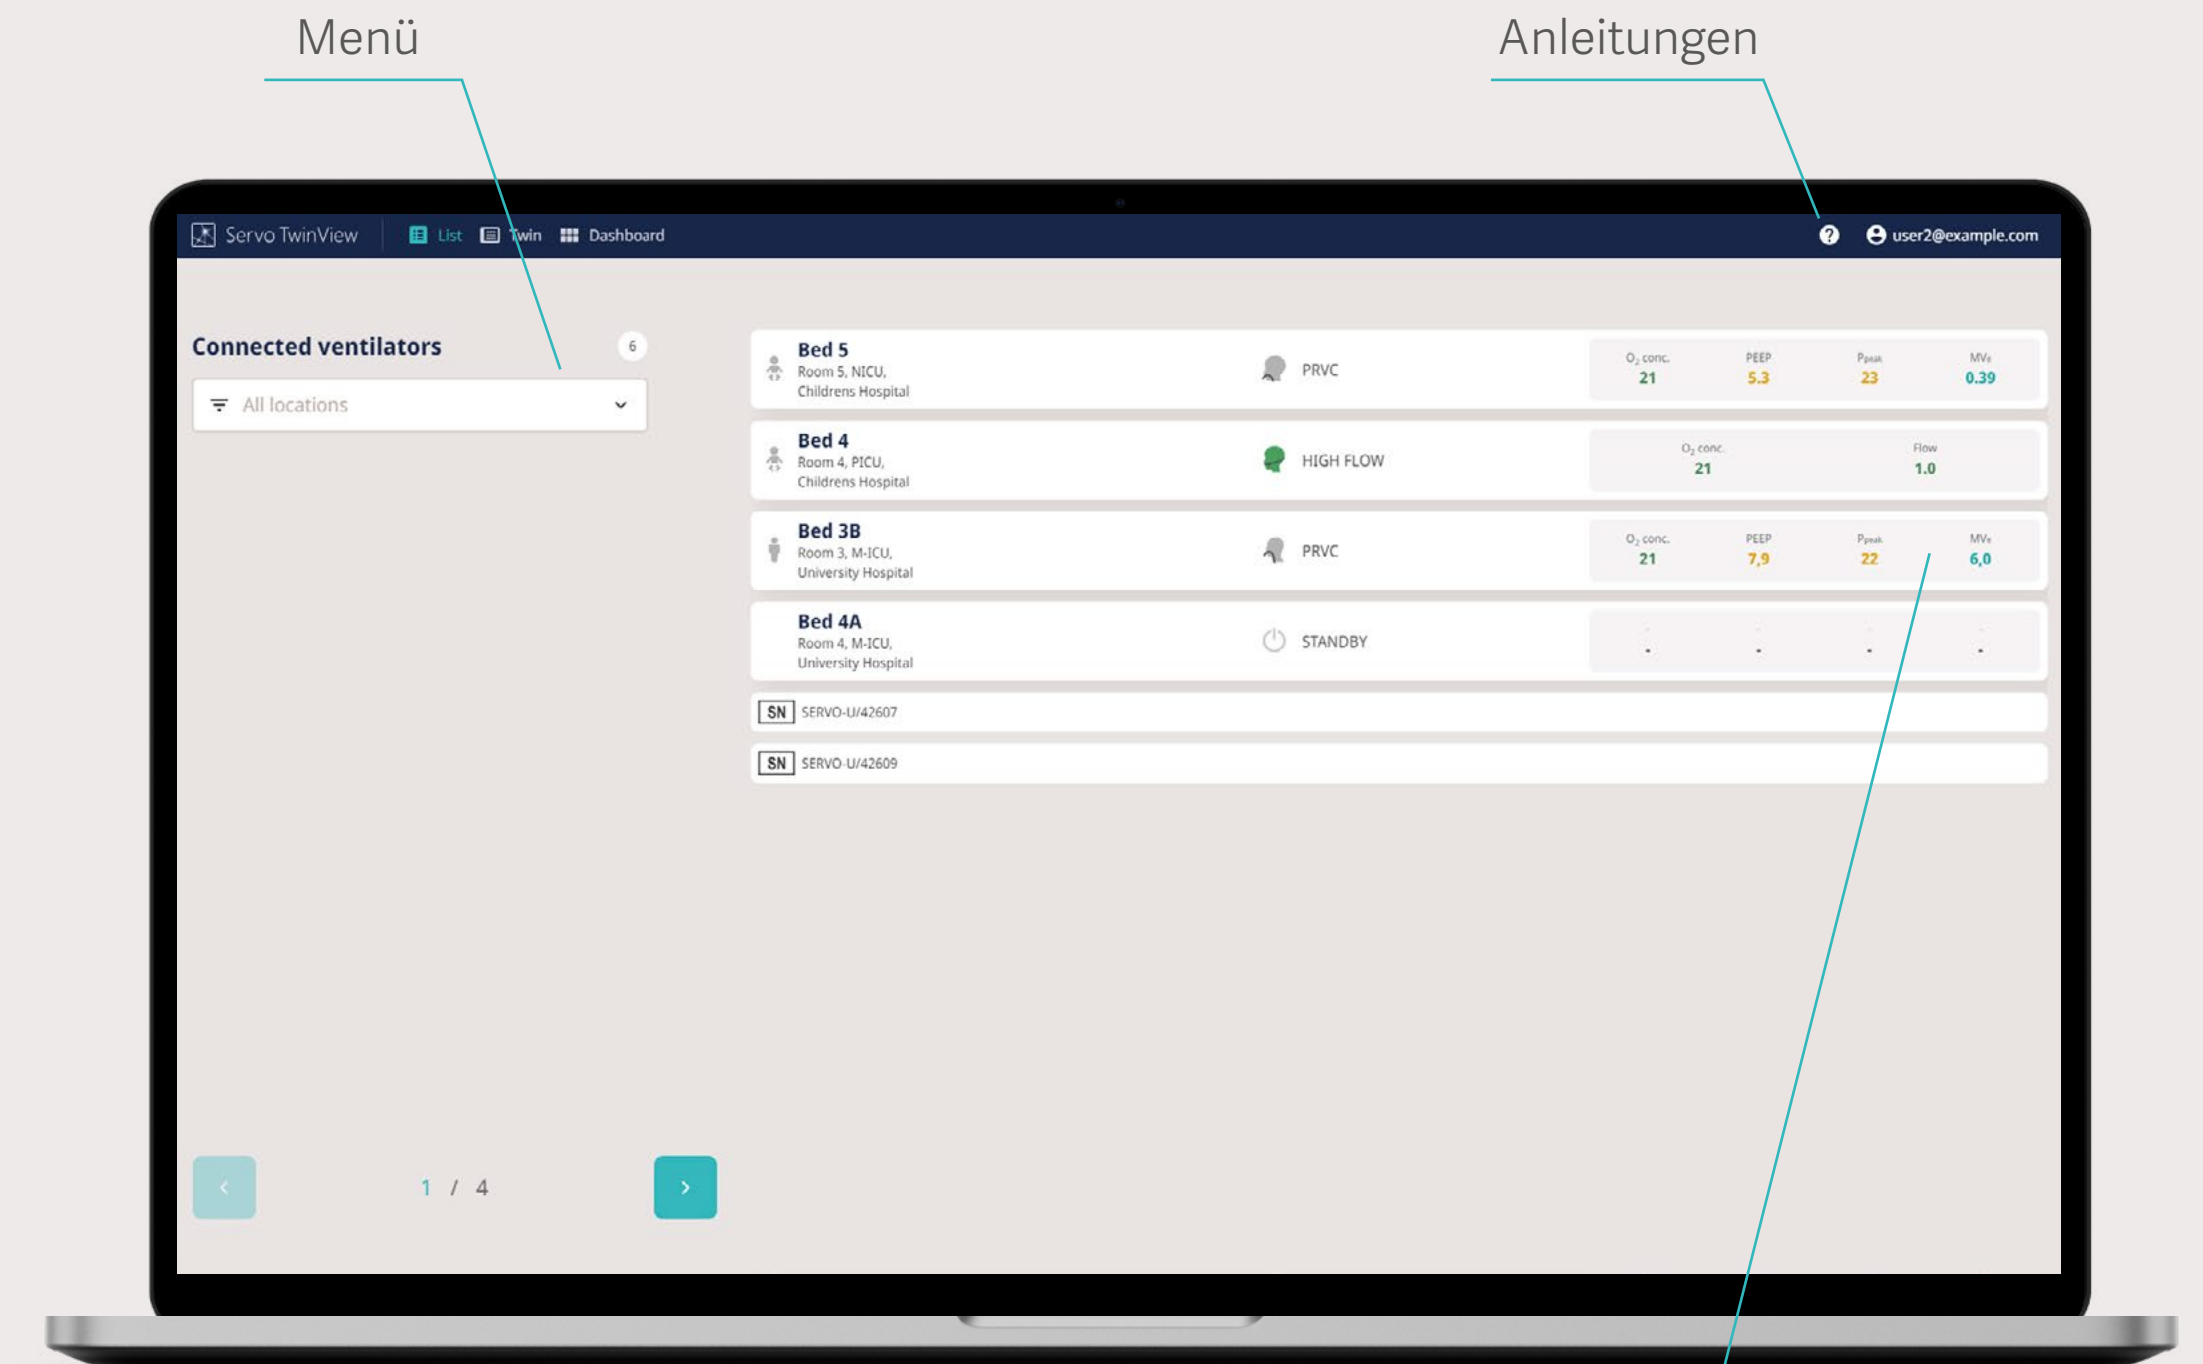 Menü
Anleitungen
Servo TwinView List Twin Dashboard user2@example.com
Connected ventilators 6
All locations
Bed 5
Room 5, NICU,
Childrens Hospital
PRVC
O₂ conc. PEEP Ppeak MVe
21 5.3 23 0.39
Bed 4
Room 4, PICU,
Childrens Hospital
HIGH FLOW
O₂ conc. Flow
21 1.0
Bed 3B
Room 3, M-ICU,
University Hospital
PRVC
O₂ conc. PEEP Ppeak MVe
21 7,9 22 6,0
Bed 4A
Room 4, M-ICU,
University Hospital
STANDBY
- - - -
- - - -
SN SERVO-U/42607
SN SERVO-U/42609
< 1 / 4 >